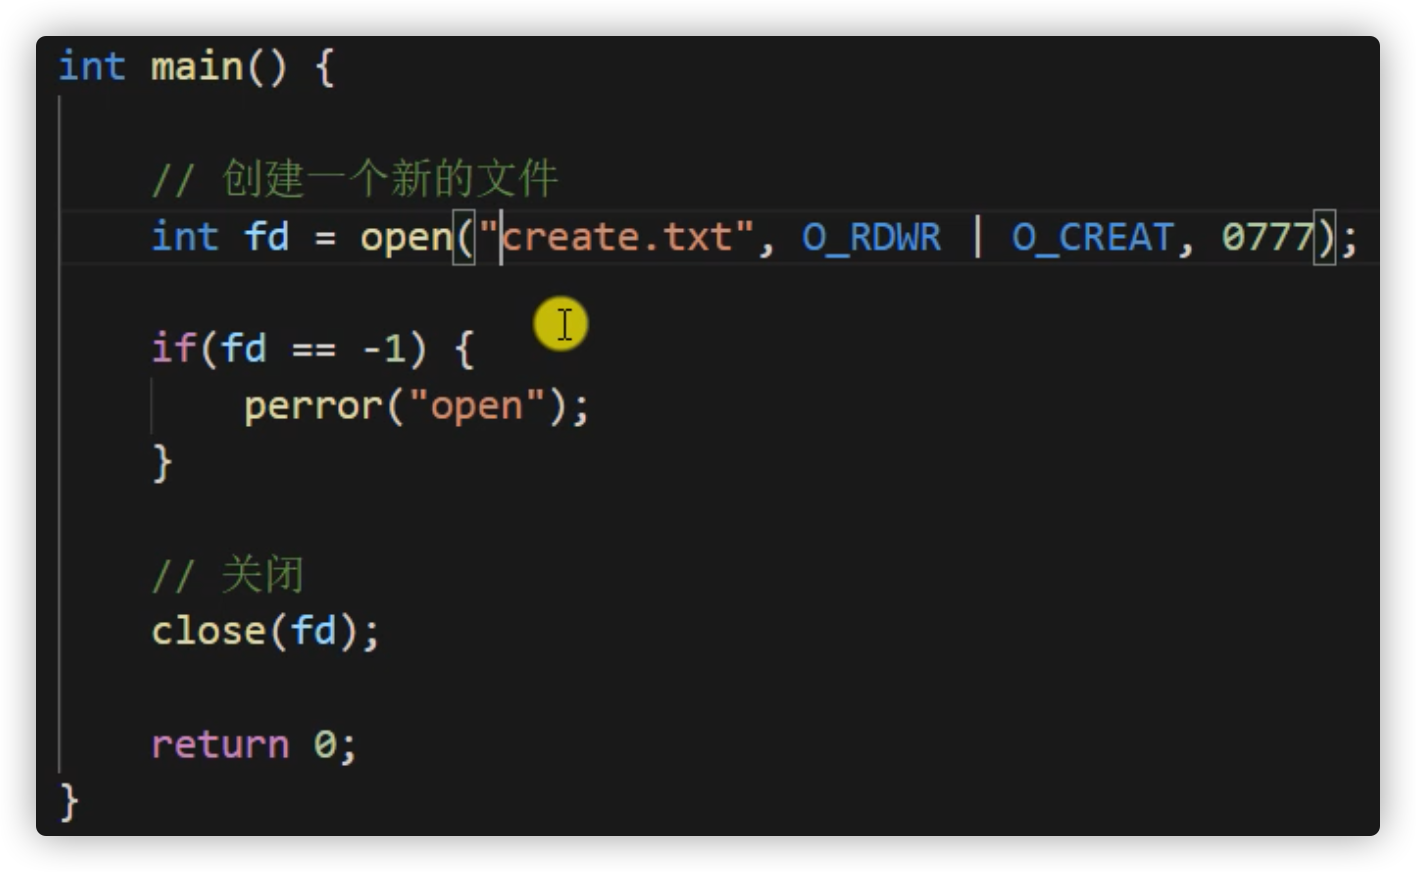 int main() {
// 创建一个新的文件
int fd = open("create.txt", O_RDWR | O_CREAT, 0777);
if(fd == -1) {
perror("open");
}
// 关闭
close(fd);
return 0;
}